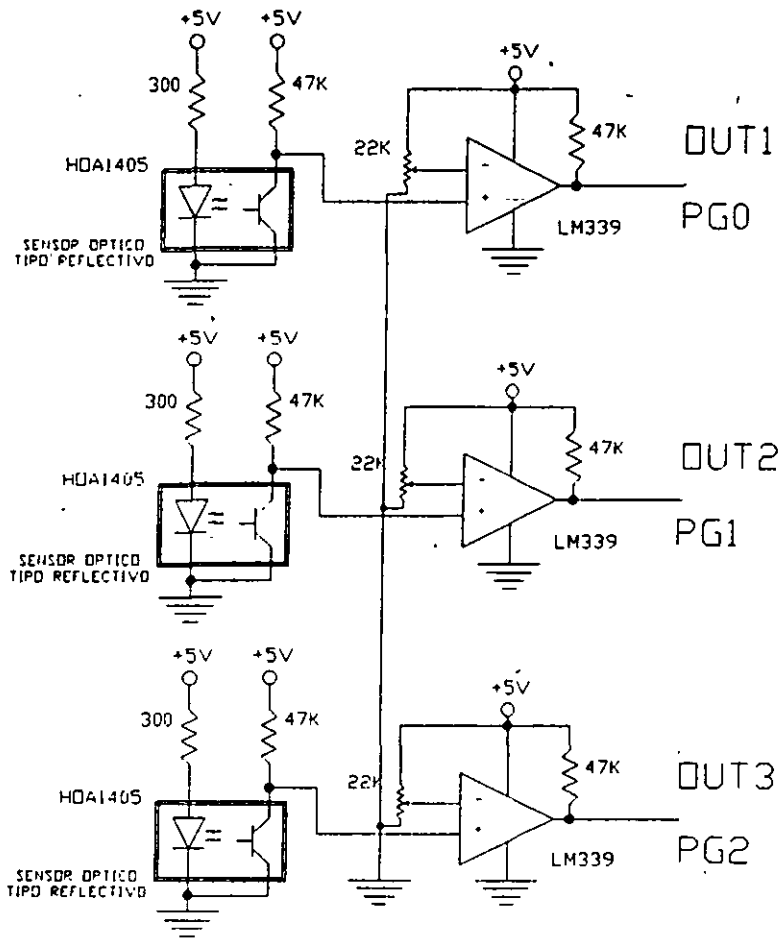 +5V
+5V
300
47K
+5V
47K
OUT1
22K
HOA1405
-
+
LM339
PG0
SENSOR OPTICO
TIPO REFLECTIVO
+5V
+5V
300
47K
+5V
47K
OUT2
22K
HOA1405
-
+
LM339
PG1
SENSOR OPTICO
TIPO REFLECTIVO
+5V
+5V
300
47K
+5V
47K
OUT3
22K
HOA1405
-
+
LM339
PG2
SENSOR OPTICO
TIPO REFLECTIVO